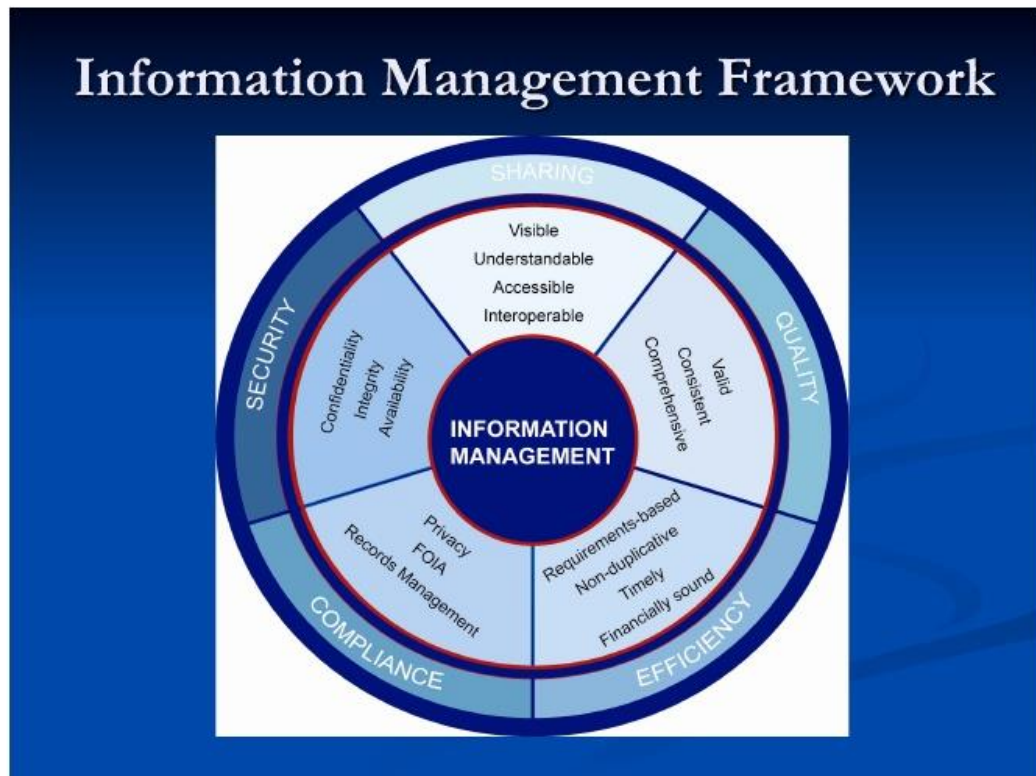 Information Management Framework
SHARING
Visible
Understandable
Accessible
Interoperable
QUALITY
Valid
Consistent
Comprehensive
EFFICIENCY
Requirements-based
Non-duplicative
Timely
Financially sound
COMPLIANCE
Privacy
FOIA
Records Management
SECURITY
Confidentiality
Integrity
Availability
INFORMATION
MANAGEMENT